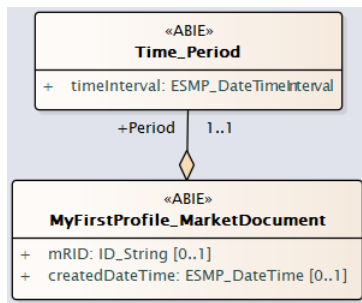 «ABIE»
Time_Period
+ timeInterval: ESMP_DateTimeInterval
+Period 1..1
«ABIE»
MyFirstProfile_MarketDocument
+ mRID: ID_String [0..1]
+ createdDateTime: ESMP_DateTime [0..1]